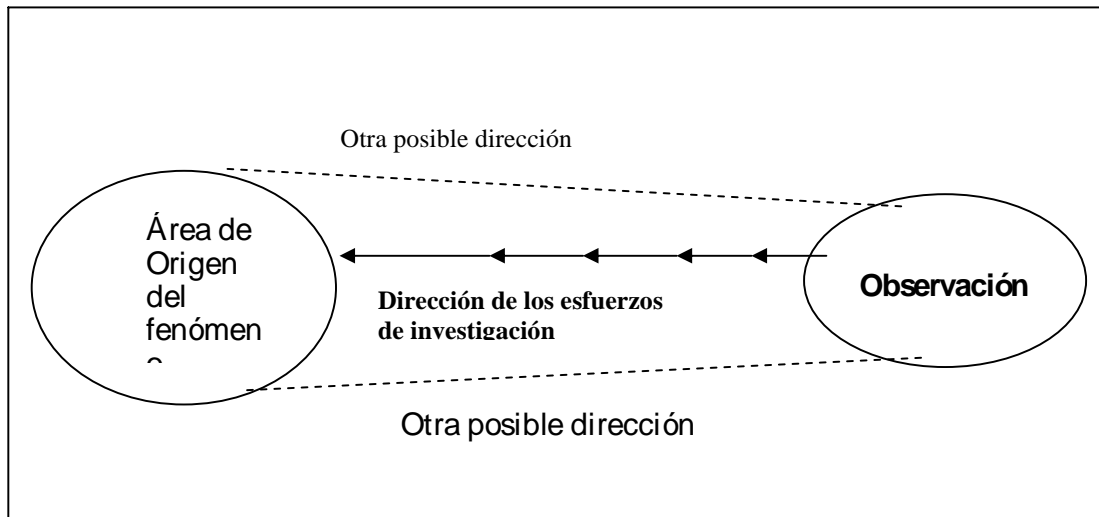 Otra posible dirección
Área de
Origen
del
fenómen
o
Observación
Dirección de los esfuerzos
de investigación
Otra posible dirección